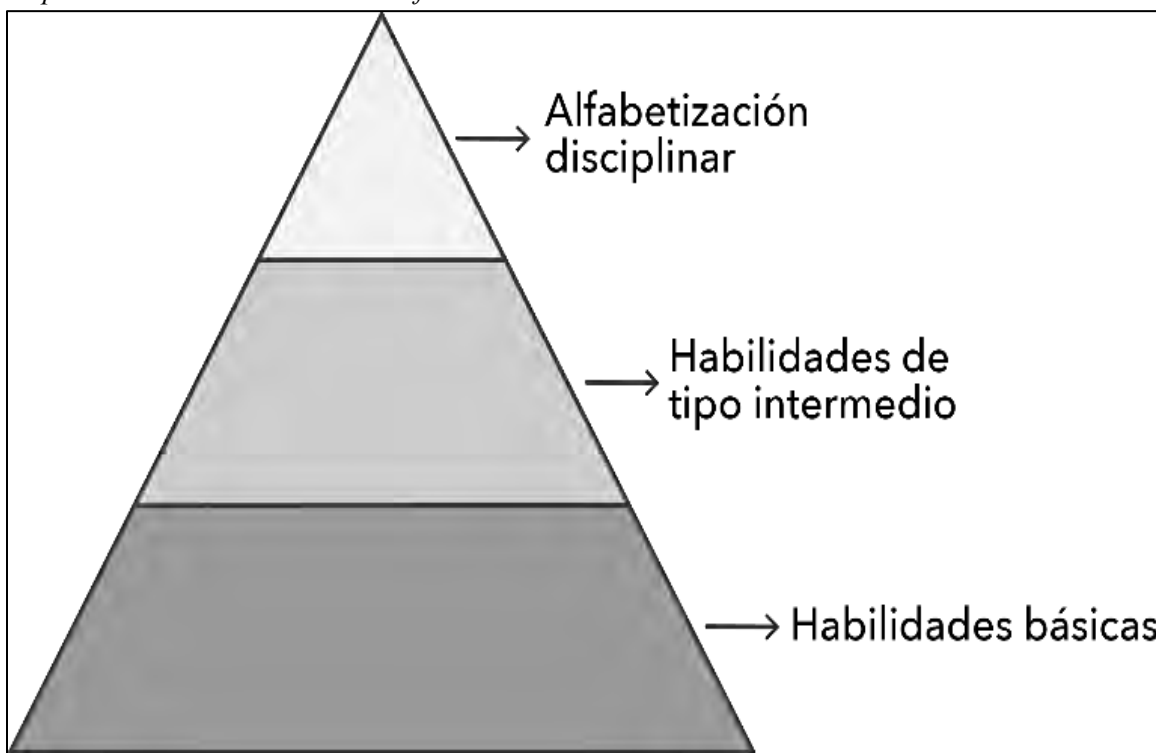 Alfabetización
disciplinar
Habilidades de
tipo intermedio
Habilidades básicas